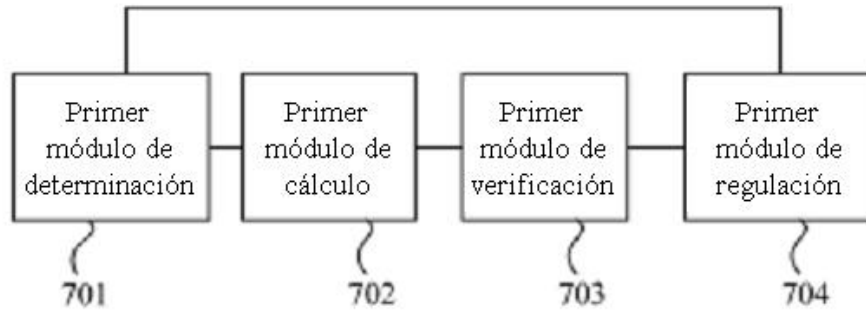 Primer
módulo de
determinación
Primer
módulo de
cálculo
Primer
módulo de
verificación
Primer
módulo de
regulación
701
702
703
704